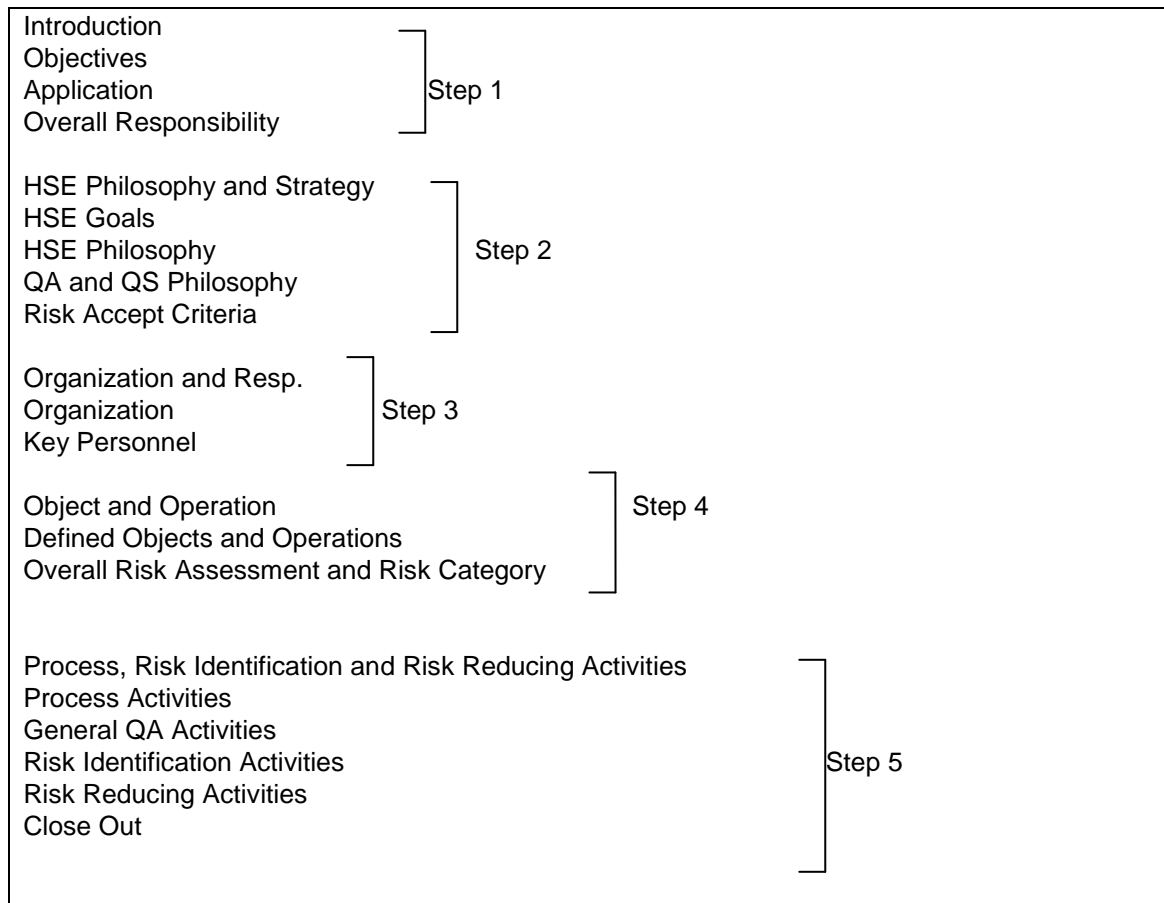 Introduction
Objectives
Application
Step 1
Overall Responsibility
HSE Philosophy and Strategy
HSE Goals
HSE Philosophy
Step 2
QA and QS Philosophy
Risk Accept Criteria
Organization and Resp.
Organization
Step 3
Key Personnel
Object and Operation
Step 4
Defined Objects and Operations
Overall Risk Assessment and Risk Category
Process, Risk Identification and Risk Reducing Activities
Process Activities
General QA Activities
Risk Identification Activities
Step 5
Risk Reducing Activities
Close Out